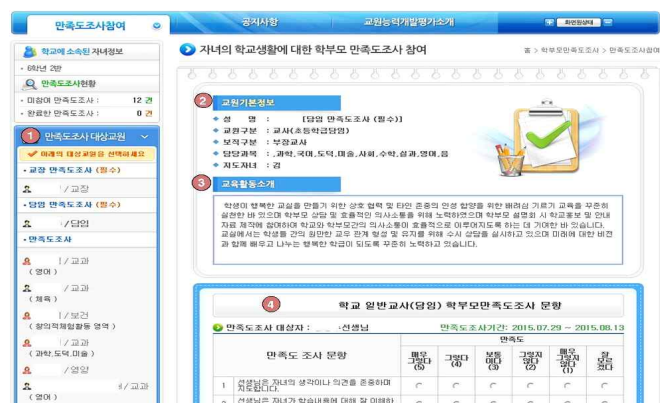 만족도조사참여
공지사항
교원능력개발평가소개
화면원상태
학교에 소속된 자녀정보
6학년 2반
만족도조사현황
미참여 만족도조사 : 12 건
완료한 만족도조사 : 0 건
1 만족도조사 대상교원
아래의 대상교원을 선택하세요
교장 만족도조사 (필수)
/ 교장
담임 만족도조사 (필수)
/ 담임
만족도조사
/ 교과
( 영어 )
/ 교과
( 체육 )
/ 보건
( 창의적체험활동 영역 )
/ 교과
( 과학,도덕,미술 )
/ 영양
/ 교과
( 영어 )
자녀의 학교생활에 대한 학부모 만족도조사 참여
홈 > 학부모만족도조사 > 만족도조사참여
2 교원기본정보
성 명 : [담임 만족도조사 (필수)]
교원구분 : 교사(초등학급담임)
보직구분 : 부장교사
담당과목 : ,과학,국어,도덕,미술,사회,수학,실과,영어,음
지도자녀 : 김
3 교육활동소개
학생이 행복한 교실을 만들기 위한 상호 협력 및 타인 존중의 인성 함양을 위한 배려심 기르기 교육을 꾸준히
실천한 바 있으며 학부모 상담 및 효율적인 의사소통을 위해 노력하였으며 학부모 설명회 시 학교홍보 및 안내
자료 제작에 참여하여 학교와 학부모간의 의사소통이 효율적으로 이루어지도록 하는 데 기여한 바 있습니다.
교실에서는 학생들 간의 원만한 교우 관계 형성 및 유지를 위해 수시 상담을 실시하고 있으며 미래에 대한 비젼
과 함께 배우고 나누는 행복한 학급이 되도록 꾸준히 노력하고 있습니다.
4 학교 일반교사(담임) 학부모만족도조사 문항
만족도조사 대상자 : 선생님
만족도조사기간: 2015.07.29 ~ 2015.08.13
만족도 조사 문항
만족도
매우그렇다(5)
그렇다(4)
보통이다(3)
그렇지않다(2)
매우그렇지않다(1)
잘모르겠다
1 선생님은 자녀의 생각이나 의견을 존중하며
지도합니다.
2 선생님은 자녀가 학습내용에 대해 잘 이해하